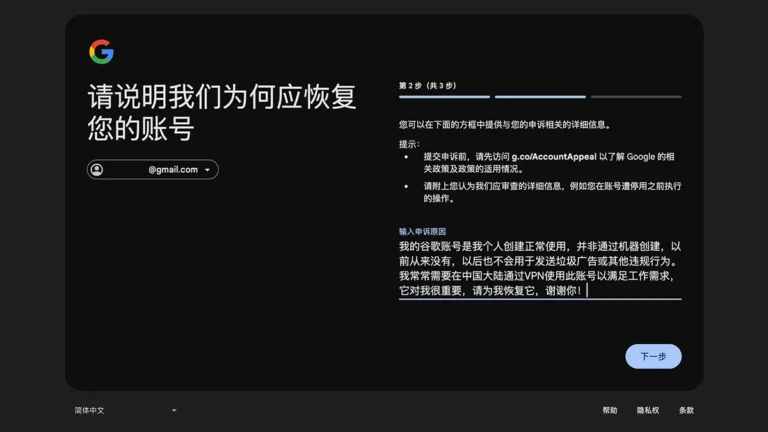 请说明我们为何应恢复
您的账号
@gmail.com
第 2 步（共 3 步）
您可以在下面的方框中提供与您的申诉相关的详细信息。
提示：
提交申诉前，请先访问 g.co/AccountAppeal 以了解 Google 的相
关政策及政策的适用情况。
请附上您认为我们应审查的详细信息，例如您在账号遭停用之前执行
的操作。
输入申诉原因
我的谷歌账号是我个人创建正常使用，并非通过机器创建，以
前从来没有，以后也不会用于发送垃圾广告或其他违规行为。
我常常需要在中国大陆通过VPN使用此账号以满足工作需求，
它对我很重要，请为我恢复它，谢谢你！
下一步
简体中文
帮助
隐私权
条款